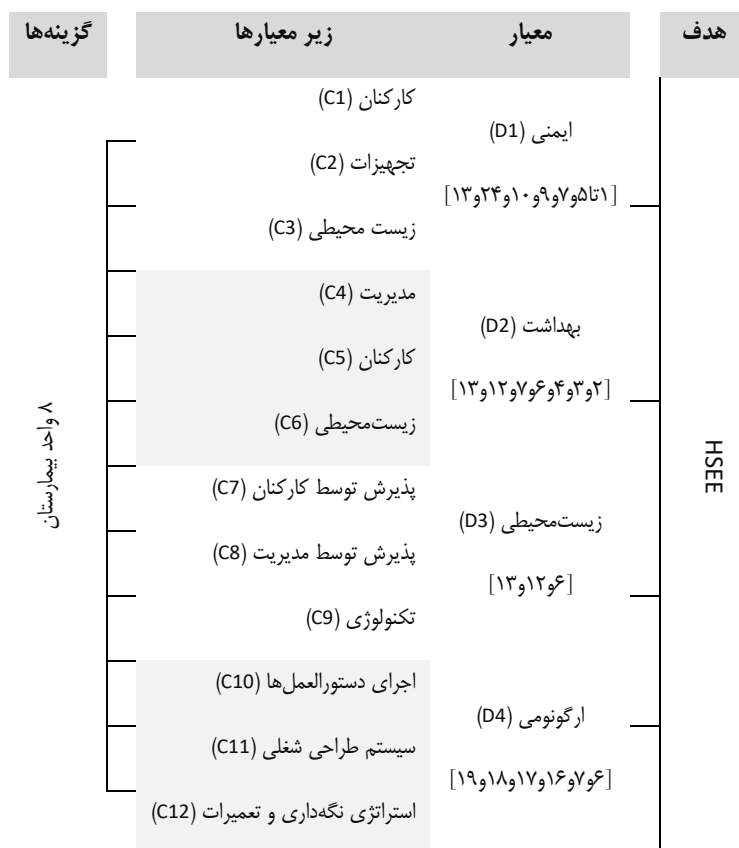 هدف معیار زیر معیارها گزینه‌ها
کارکنان (C1)
ایمنی (D1)
تجهیزات (C2)
[۱تا۵و۷و۹و۱۰و۲۴و۱۳]
زیست محیطی (C3)
مدیریت (C4)
بهداشت (D2)
کارکنان (C5)
[۲و۳و۴و۶و۷و۱۲و۱۳]
زیست‌محیطی (C6)
HSEE
۸ واحد بیمارستان
پذیرش توسط کارکنان (C7)
زیست‌محیطی (D3)
پذیرش توسط مدیریت (C8)
[۶و۱۲و۱۳]
تکنولوژی (C9)
اجرای دستورالعمل‌ها (C10)
ارگونومی (D4)
سیستم طراحی شغلی (C11)
[۶و۷و۱۶و۱۷و۱۸و۱۹]
استراتژی نگه‌داری و تعمیرات (C12)